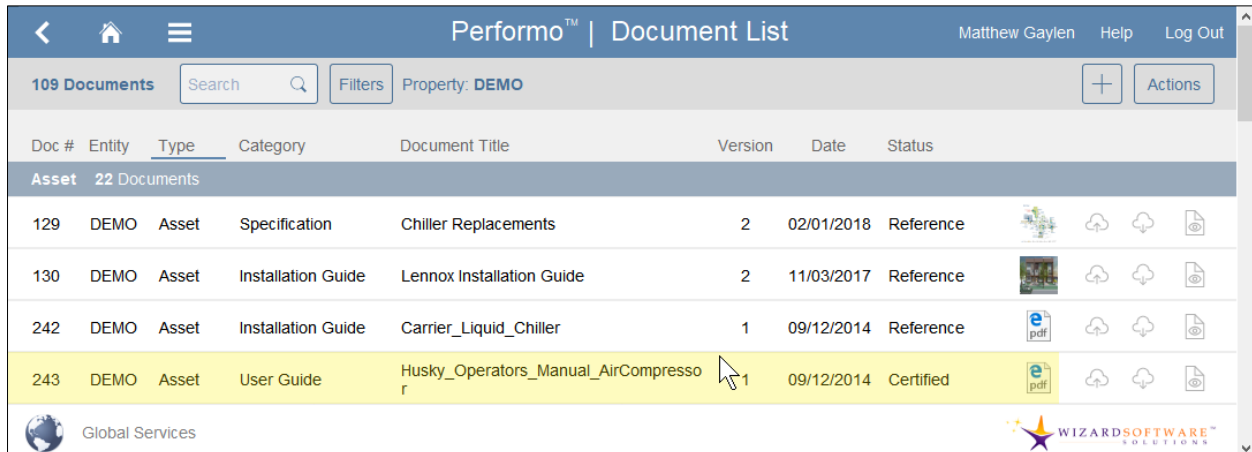 Performo™ | Document List Matthew Gaylen Help Log Out
109 Documents Search Filters Property: DEMO Actions
Doc # Entity Type Category Document Title Version Date Status
Asset 22 Documents
129 DEMO Asset Specification Chiller Replacements 2 02/01/2018 Reference
130 DEMO Asset Installation Guide Lennox Installation Guide 2 11/03/2017 Reference
242 DEMO Asset Installation Guide Carrier_Liquid_Chiller 1 09/12/2014 Reference pdf
243 DEMO Asset User Guide Husky_Operators_Manual_AirCompresso 1 09/12/2014 Certified pdf
r
Global Services WIZARDSOFTWARE™
SOLUTIONS